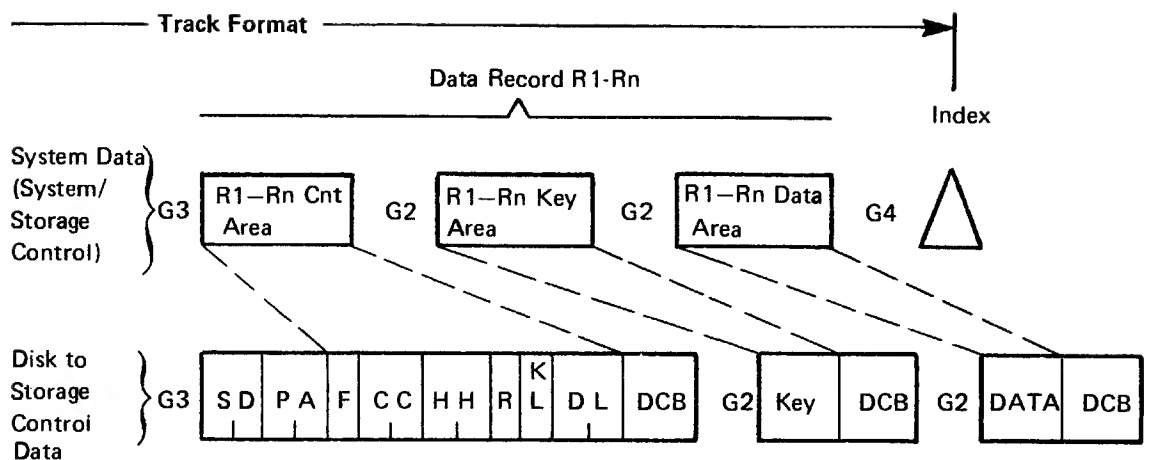 Track Format
Data Record R1-Rn
Index
System Data
(System/
Storage
Control)
G3
R1–Rn Cnt
Area
G2
R1–Rn Key
Area
G2
R1–Rn Data
Area
G4
Disk to
Storage
Control
Data
G3
S D
P A
F
C C
H H
R
K
L
D L
DCB
G2
Key
DCB
G2
DATA
DCB